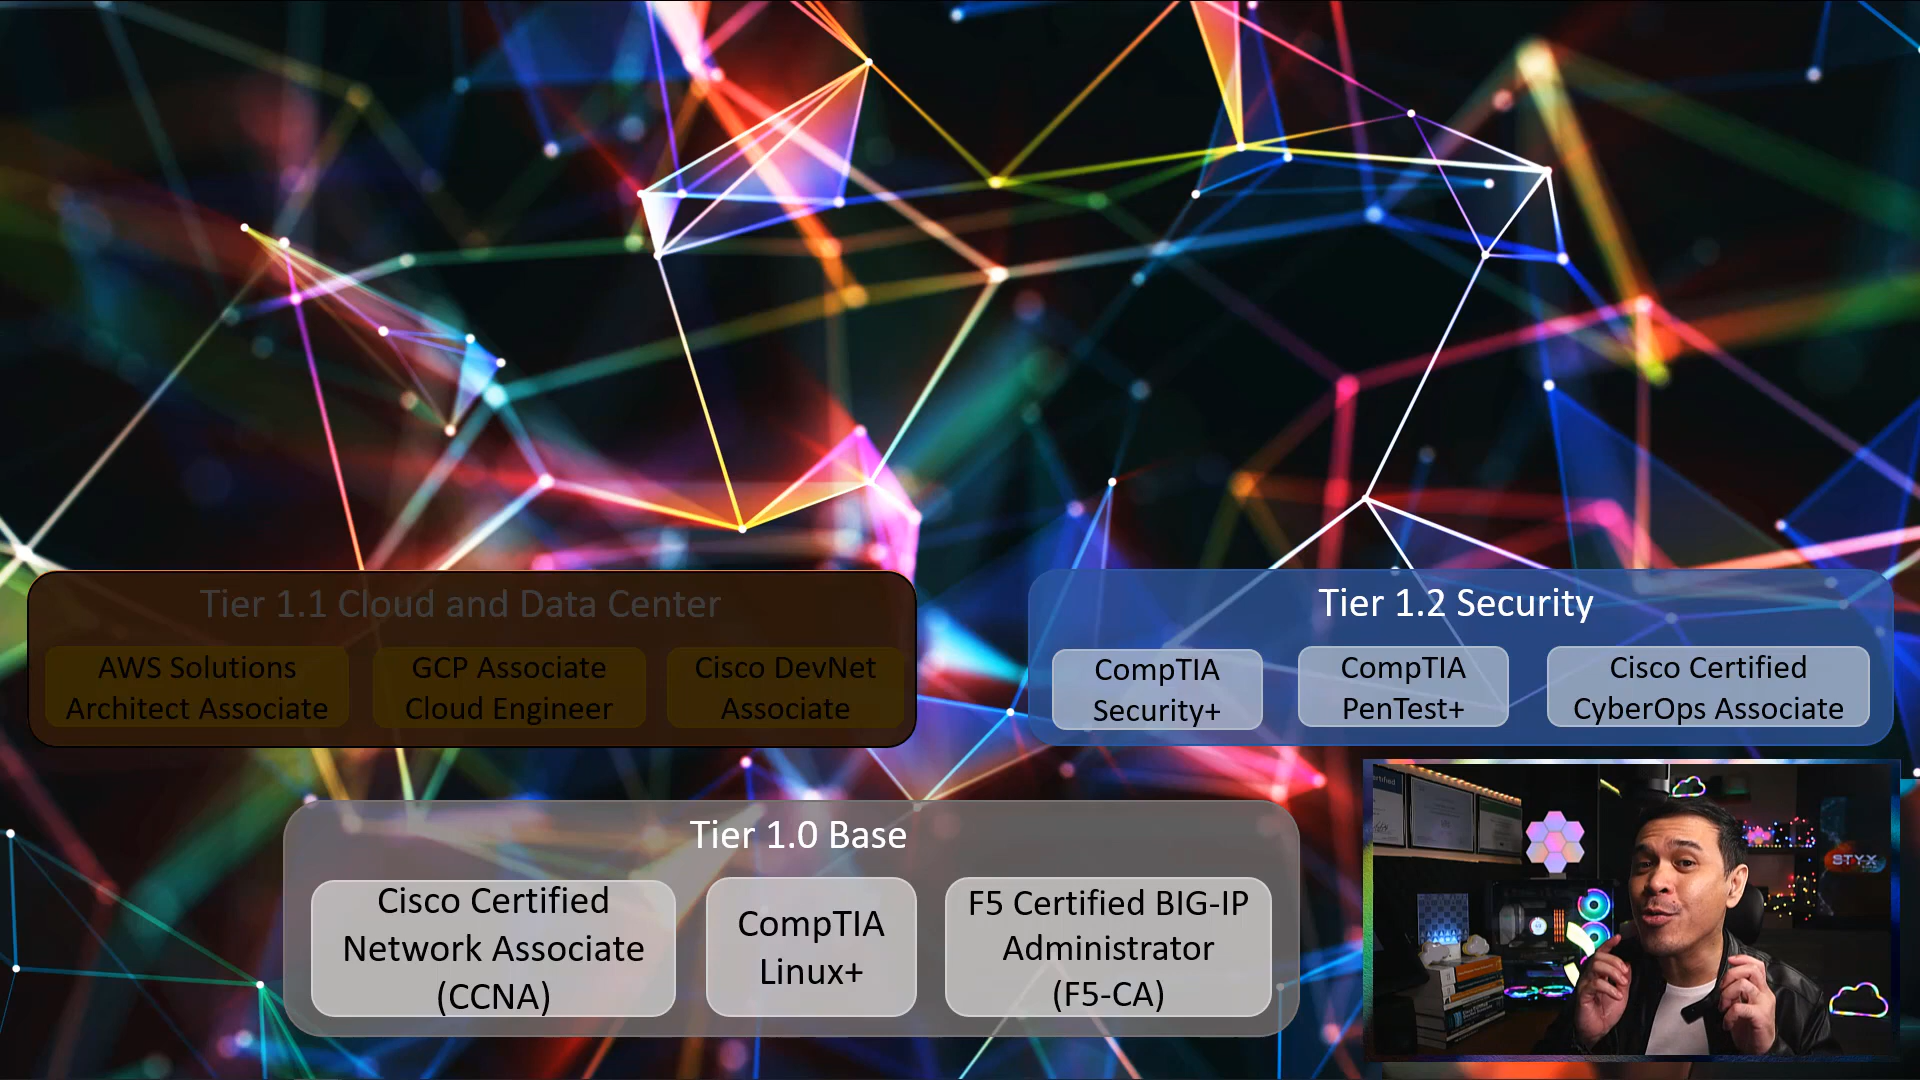 Tier 1.1 Cloud and Data Center
AWS Solutions
Architect Associate
GCP Associate
Cloud Engineer
Cisco DevNet
Associate
Tier 1.2 Security
CompTIA
Security+
CompTIA
PenTest+
Cisco Certified
CyberOps Associate
Tier 1.0 Base
Cisco Certified
Network Associate
(CCNA)
CompTIA
Linux+
F5 Certified BIG-IP
Administrator
(F5-CA)
STYX